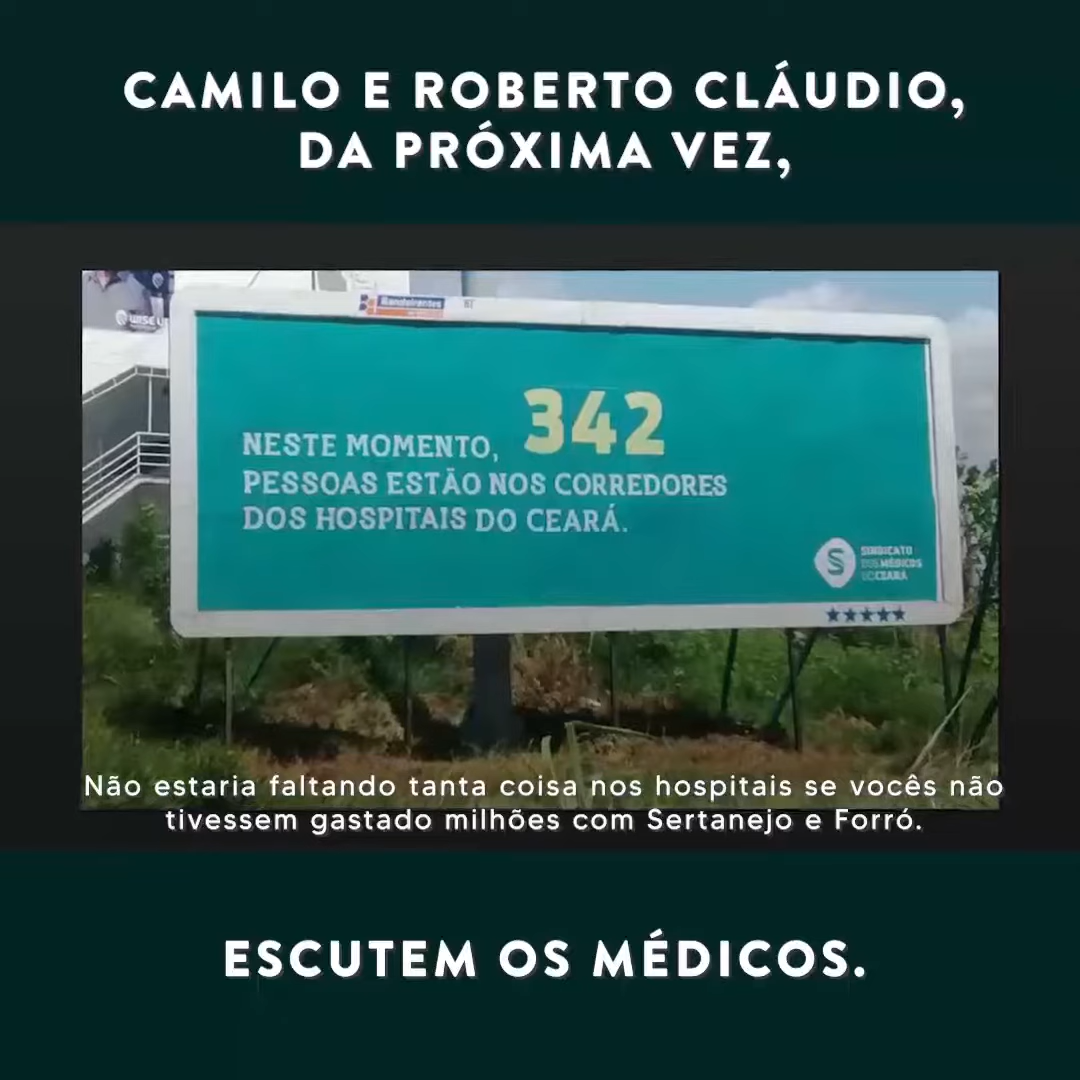 CAMILO E ROBERTO CLÁUDIO,
DA PRÓXIMA VEZ,
WISE U
Bandeirantes
NESTE MOMENTO, 342
PESSOAS ESTÃO NOS CORREDORES
DOS HOSPITAIS DO CEARÁ.
SINDICATO
DOS MÉDICOS
DO CEARÁ
Não estaria faltando tanta coisa nos hospitais se vocês não
tivessem gastado milhões com Sertanejo e Forró.
ESCUTEM OS MÉDICOS.